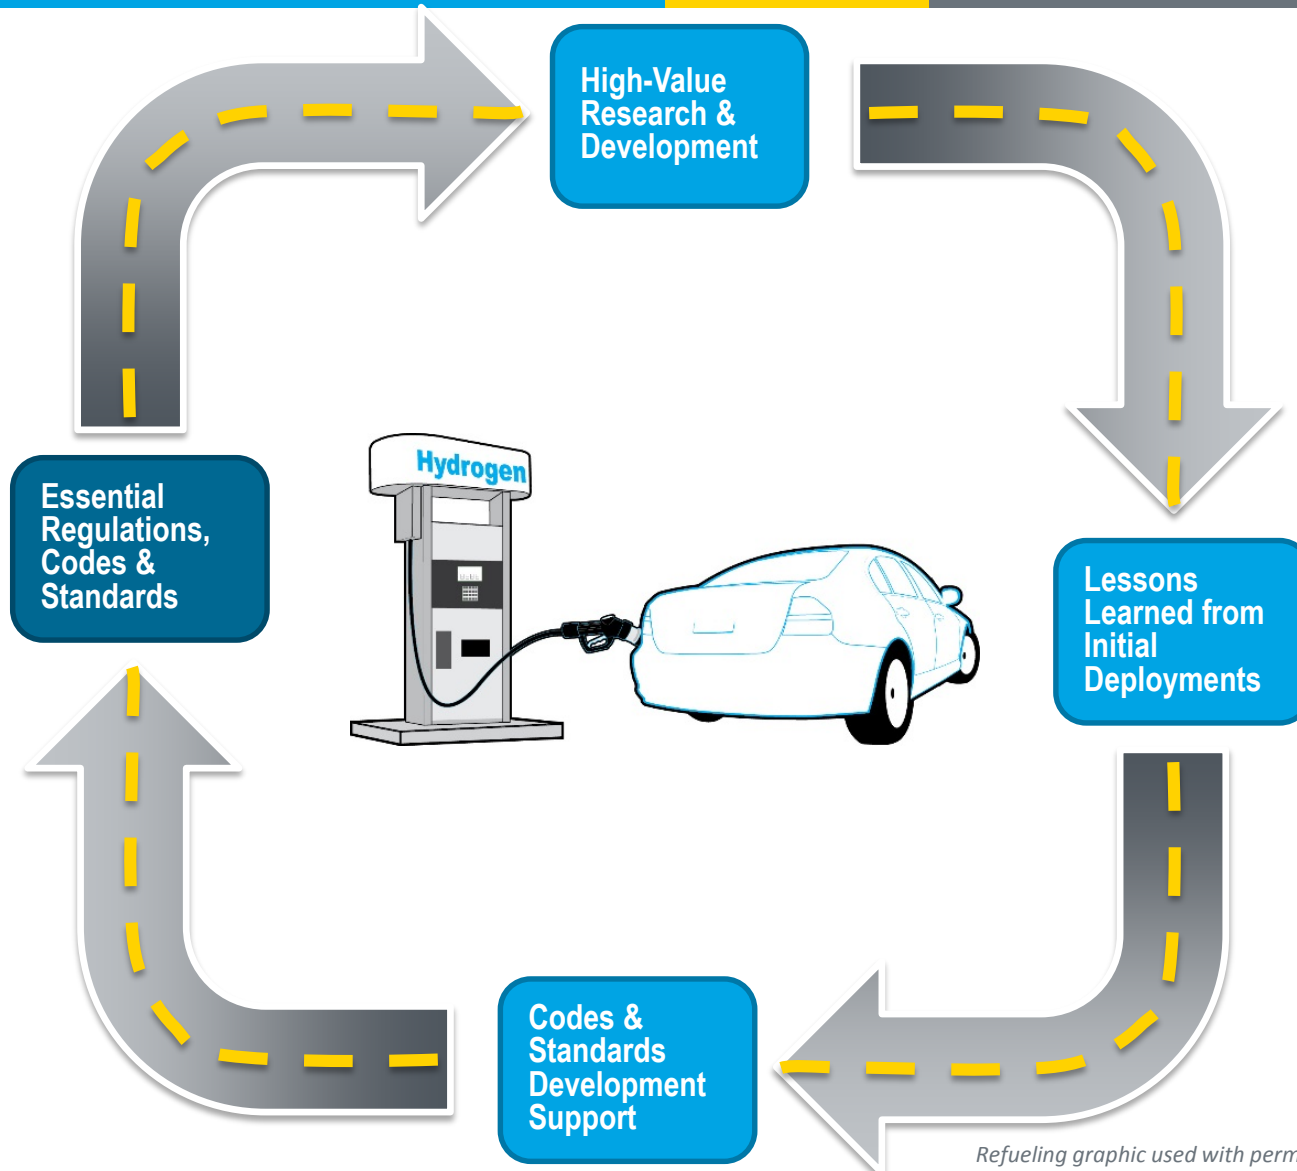 High-Value
Research &
Development
Hydrogen
Essential
Regulations,
Codes &
Standards
Lessons
Learned from
Initial
Deployments
Codes &
Standards
Development
Support
Refueling graphic used with perm